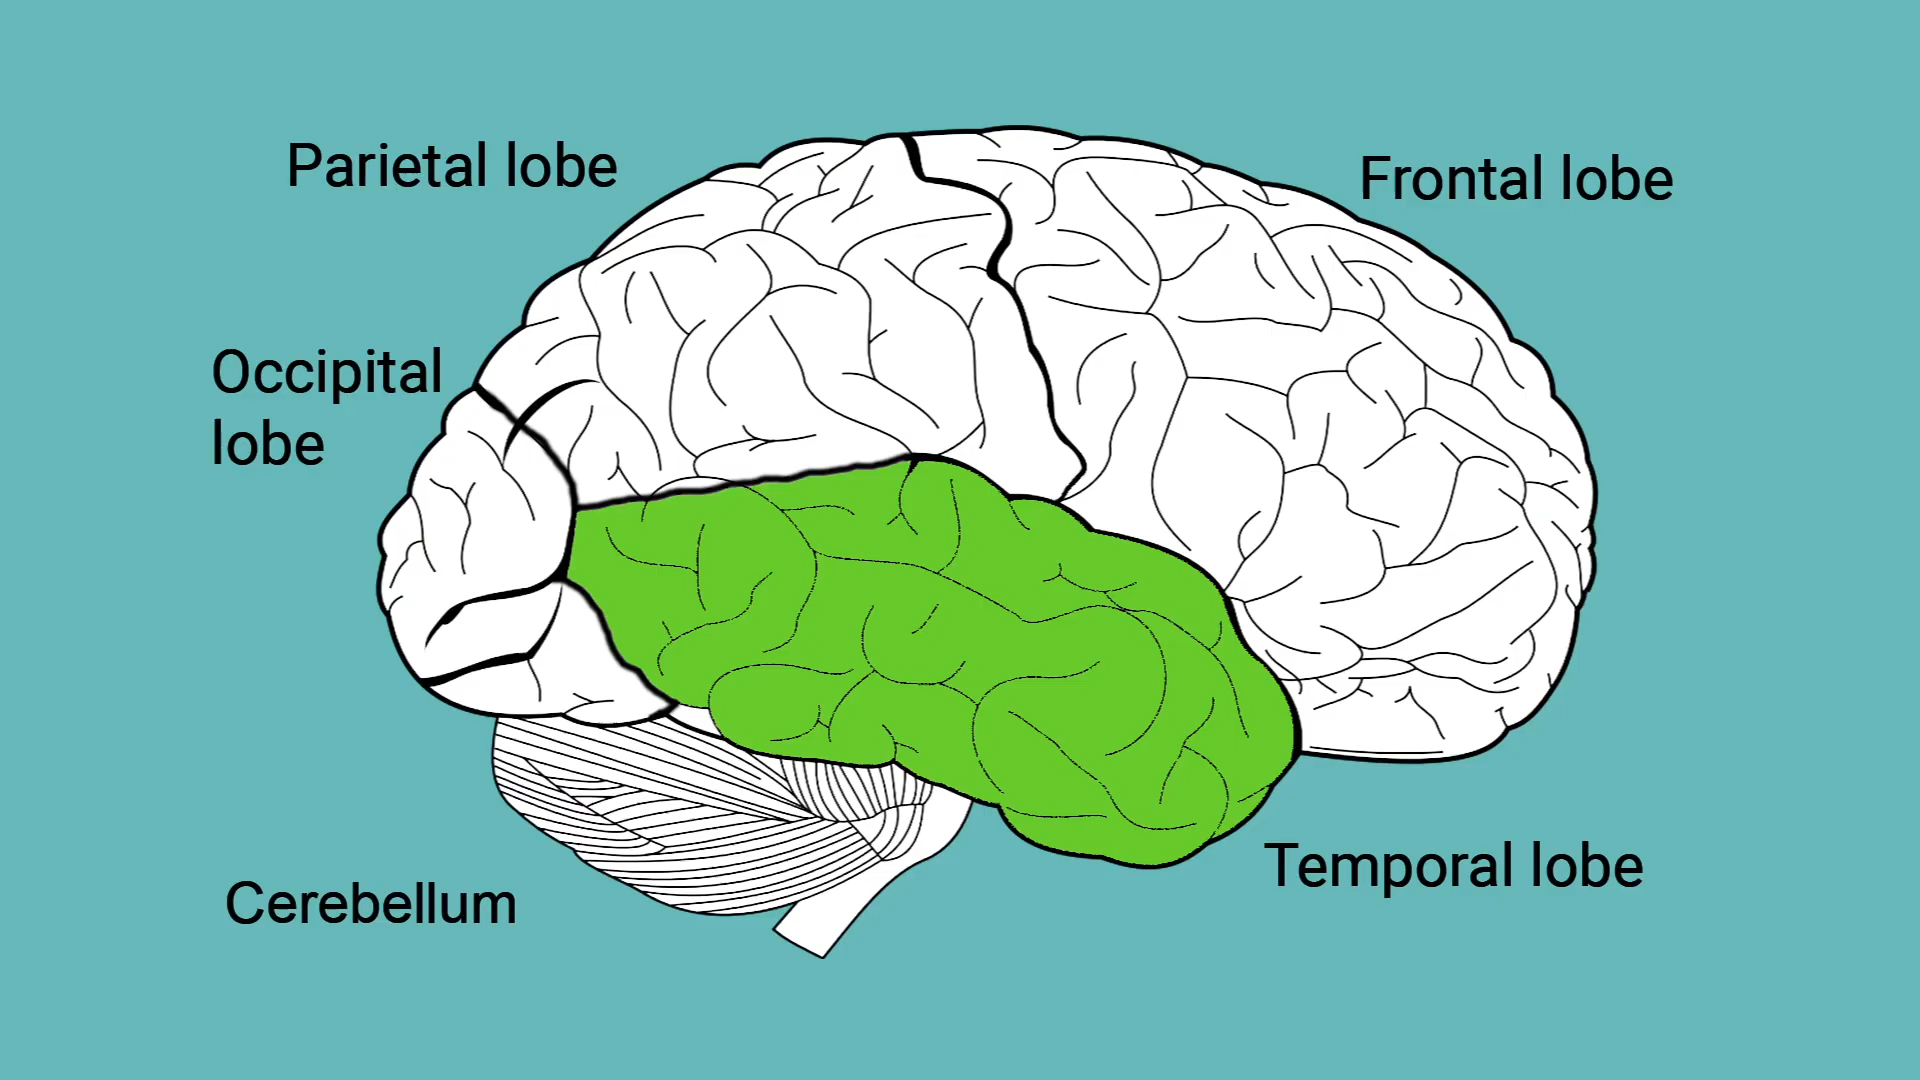 Parietal lobe
Frontal lobe
Occipital
lobe
Temporal lobe
Cerebellum